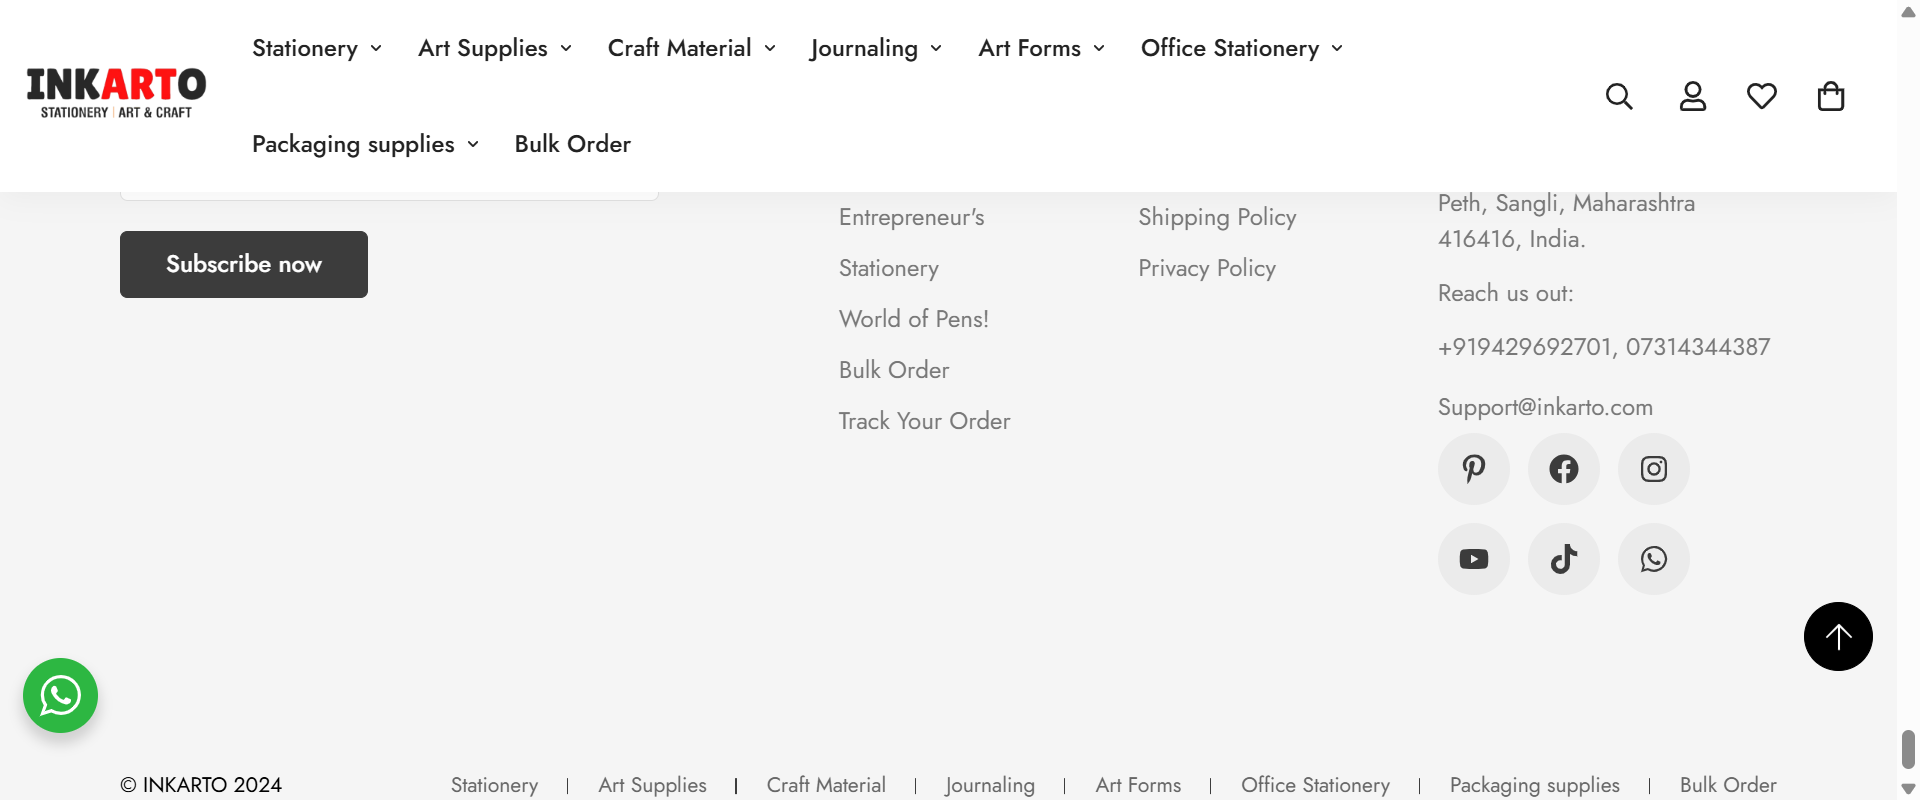 Stationery
Art Supplies
Craft Material
Journaling
Art Forms
Office Stationery
INKARTO
STATIONERY | ART & CRAFT
Packaging supplies
Bulk Order
Subscribe now
Entrepreneur's
Stationery
World of Pens!
Bulk Order
Track Your Order
Shipping Policy
Privacy Policy
Peth, Sangli, Maharashtra
416416, India.
Reach us out:
+919429692701, 07314344387
Support@inkarto.com
© INKARTO 2024
Stationery | Art Supplies | Craft Material | Journaling | Art Forms | Office Stationery | Packaging supplies | Bulk Order